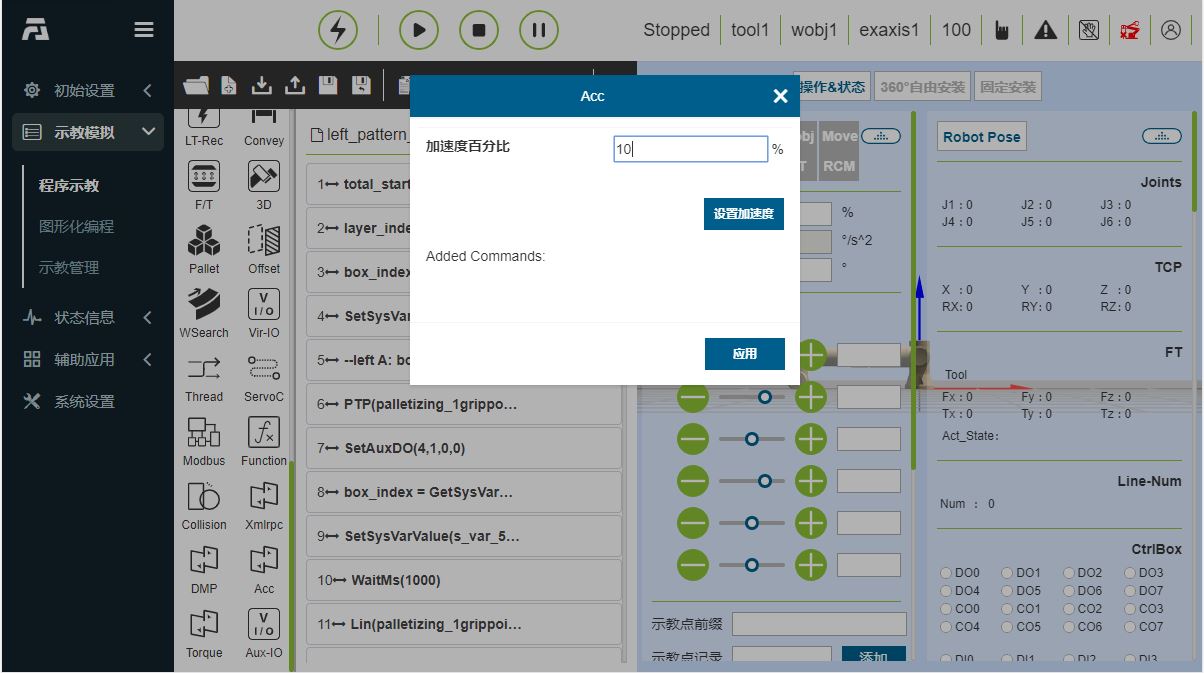 Stopped
tool1
wobj1
exaxis1
100
初始设置
示教模拟
程序示教
图形化编程
示教管理
状态信息
辅助应用
系统设置
LT-Rec
Convey
F/T
3D
Pallet
Offset
WSearch
Vir-IO
Thread
ServoC
Modbus
Function
Collision
Xmlrpc
DMP
Acc
Torque
Aux-IO
left_pattern_
1 total_start
2 layer_inde
3 box_index
4 SetSysVar
5 --left A: bo
6 PTP(palletizing_1grippo…
7 SetAuxDO(4,1,0,0)
8 box_index = GetSysVar…
9 SetSysVarValue(s_var_5…
10 WaitMs(1000)
11 Lin(palletizing_1grippoi…
Acc
加速度百分比
10
%
设置加速度
Added Commands:
应用
操作&状态
360°自由安装
固定安装
bj
Move
T
RCM
%
°/s^2
°
示教点前缀
示教点记录
添加
Robot Pose
Joints
J1 : 0 J2 : 0 J3 : 0
J4 : 0 J5 : 0 J6 : 0
TCP
X : 0 Y : 0 Z : 0
RX: 0 RY: 0 RZ: 0
FT
Tool
Fx : 0 Fy : 0 Fz : 0
Tx : 0 Ty : 0 Tz : 0
Act_State:
Line-Num
Num : 0
CtrlBox
DO0 DO1 DO2 DO3
DO4 DO5 DO6 DO7
CO0 CO1 CO2 CO3
CO4 CO5 CO6 CO7
DI0 DI1 DI2 DI3